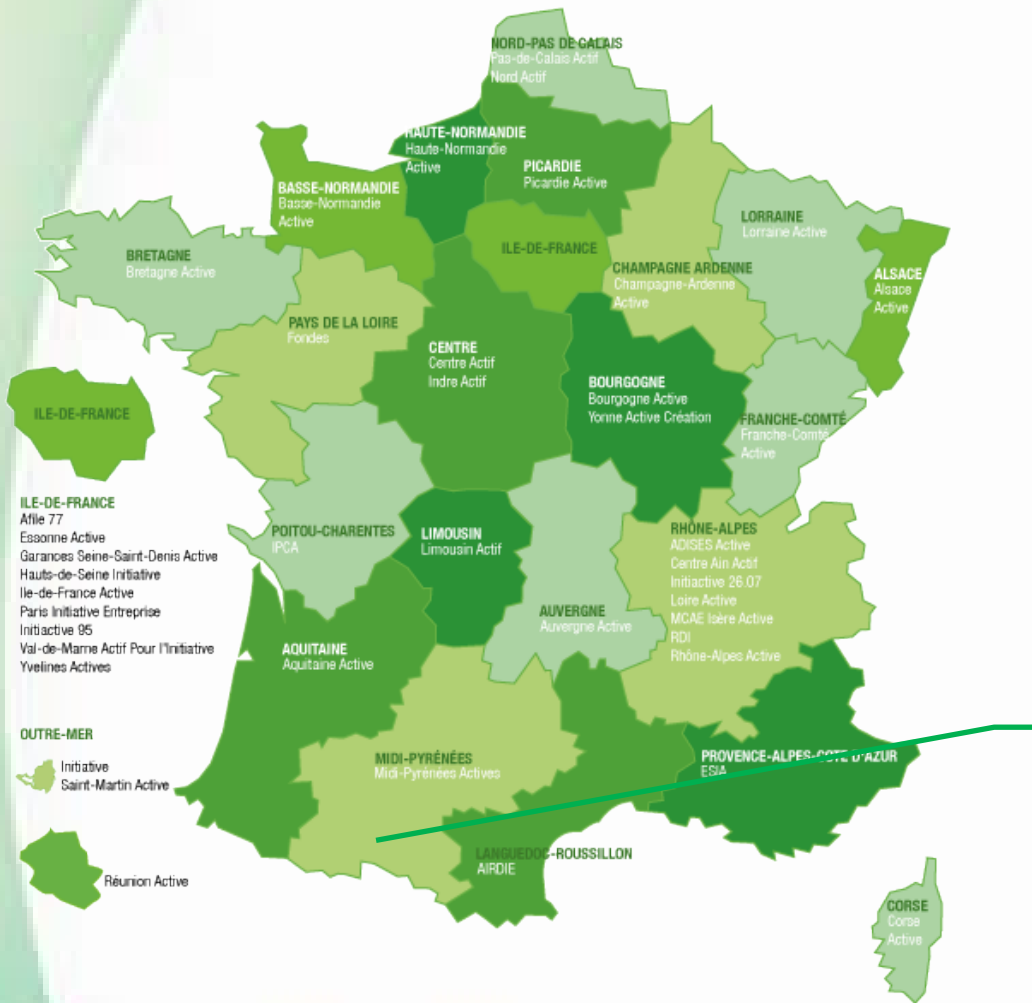 NORD-PAS DE CALAIS
Pas-de-Calais Actif
Nord Actif
HAUTE-NORMANDIE
Haute-Normandie
Active
PICARDIE
Picardie Active
BASSE-NORMANDIE
Basse-Normandie
Active
ILE-DE-FRANCE
LORRAINE
Lorraine Active
BRETAGNE
Bretagne Active
CHAMPAGNE ARDENNE
Champagne-Ardenne
Active
ALSACE
Alsace
Active
PAYS DE LA LOIRE
Fondes
CENTRE
Centre Actif
Indre Actif
BOURGOGNE
Bourgogne Active
Yonne Active Création
FRANCHE-COMTÉ
Franche-Comté
Active
ILE-DE-FRANCE
ILE-DE-FRANCE
Afile 77
Essonne Active
Garances Seine-Saint-Denis Active
Hauts-de-Seine Initiative
Ile-de-France Active
Paris Initiative Entreprise
Initiactive 95
Val-de-Marne Actif Pour l'Initiative
Yvelines Actives
POITOU-CHARENTES
IPCA
LIMOUSIN
Limousin Actif
RHÔNE-ALPES
ADISES Active
Centre Ain Actif
Initiactive 26.07
Loire Active
MCAE Isère Active
RDI
Rhône-Alpes Active
AUVERGNE
Auvergne Active
AQUITAINE
Aquitaine Active
OUTRE-MER
Initiative
Saint-Martin Active
Réunion Active
MIDI-PYRÉNÉES
Midi-Pyrénées Actives
PROVENCE-ALPES-COTE D'AZUR
ESIA
LANGUEDOC-ROUSSILLON
AIRDIE
CORSE
Corse
Active